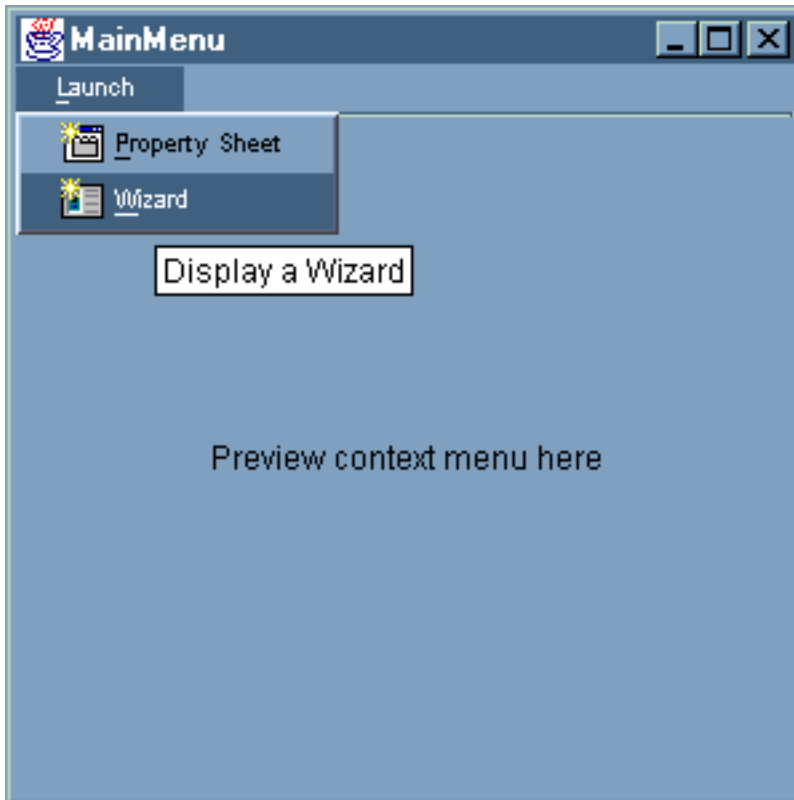 MainMenu
Launch
Property Sheet
Wizard
Display a Wizard
Preview context menu here